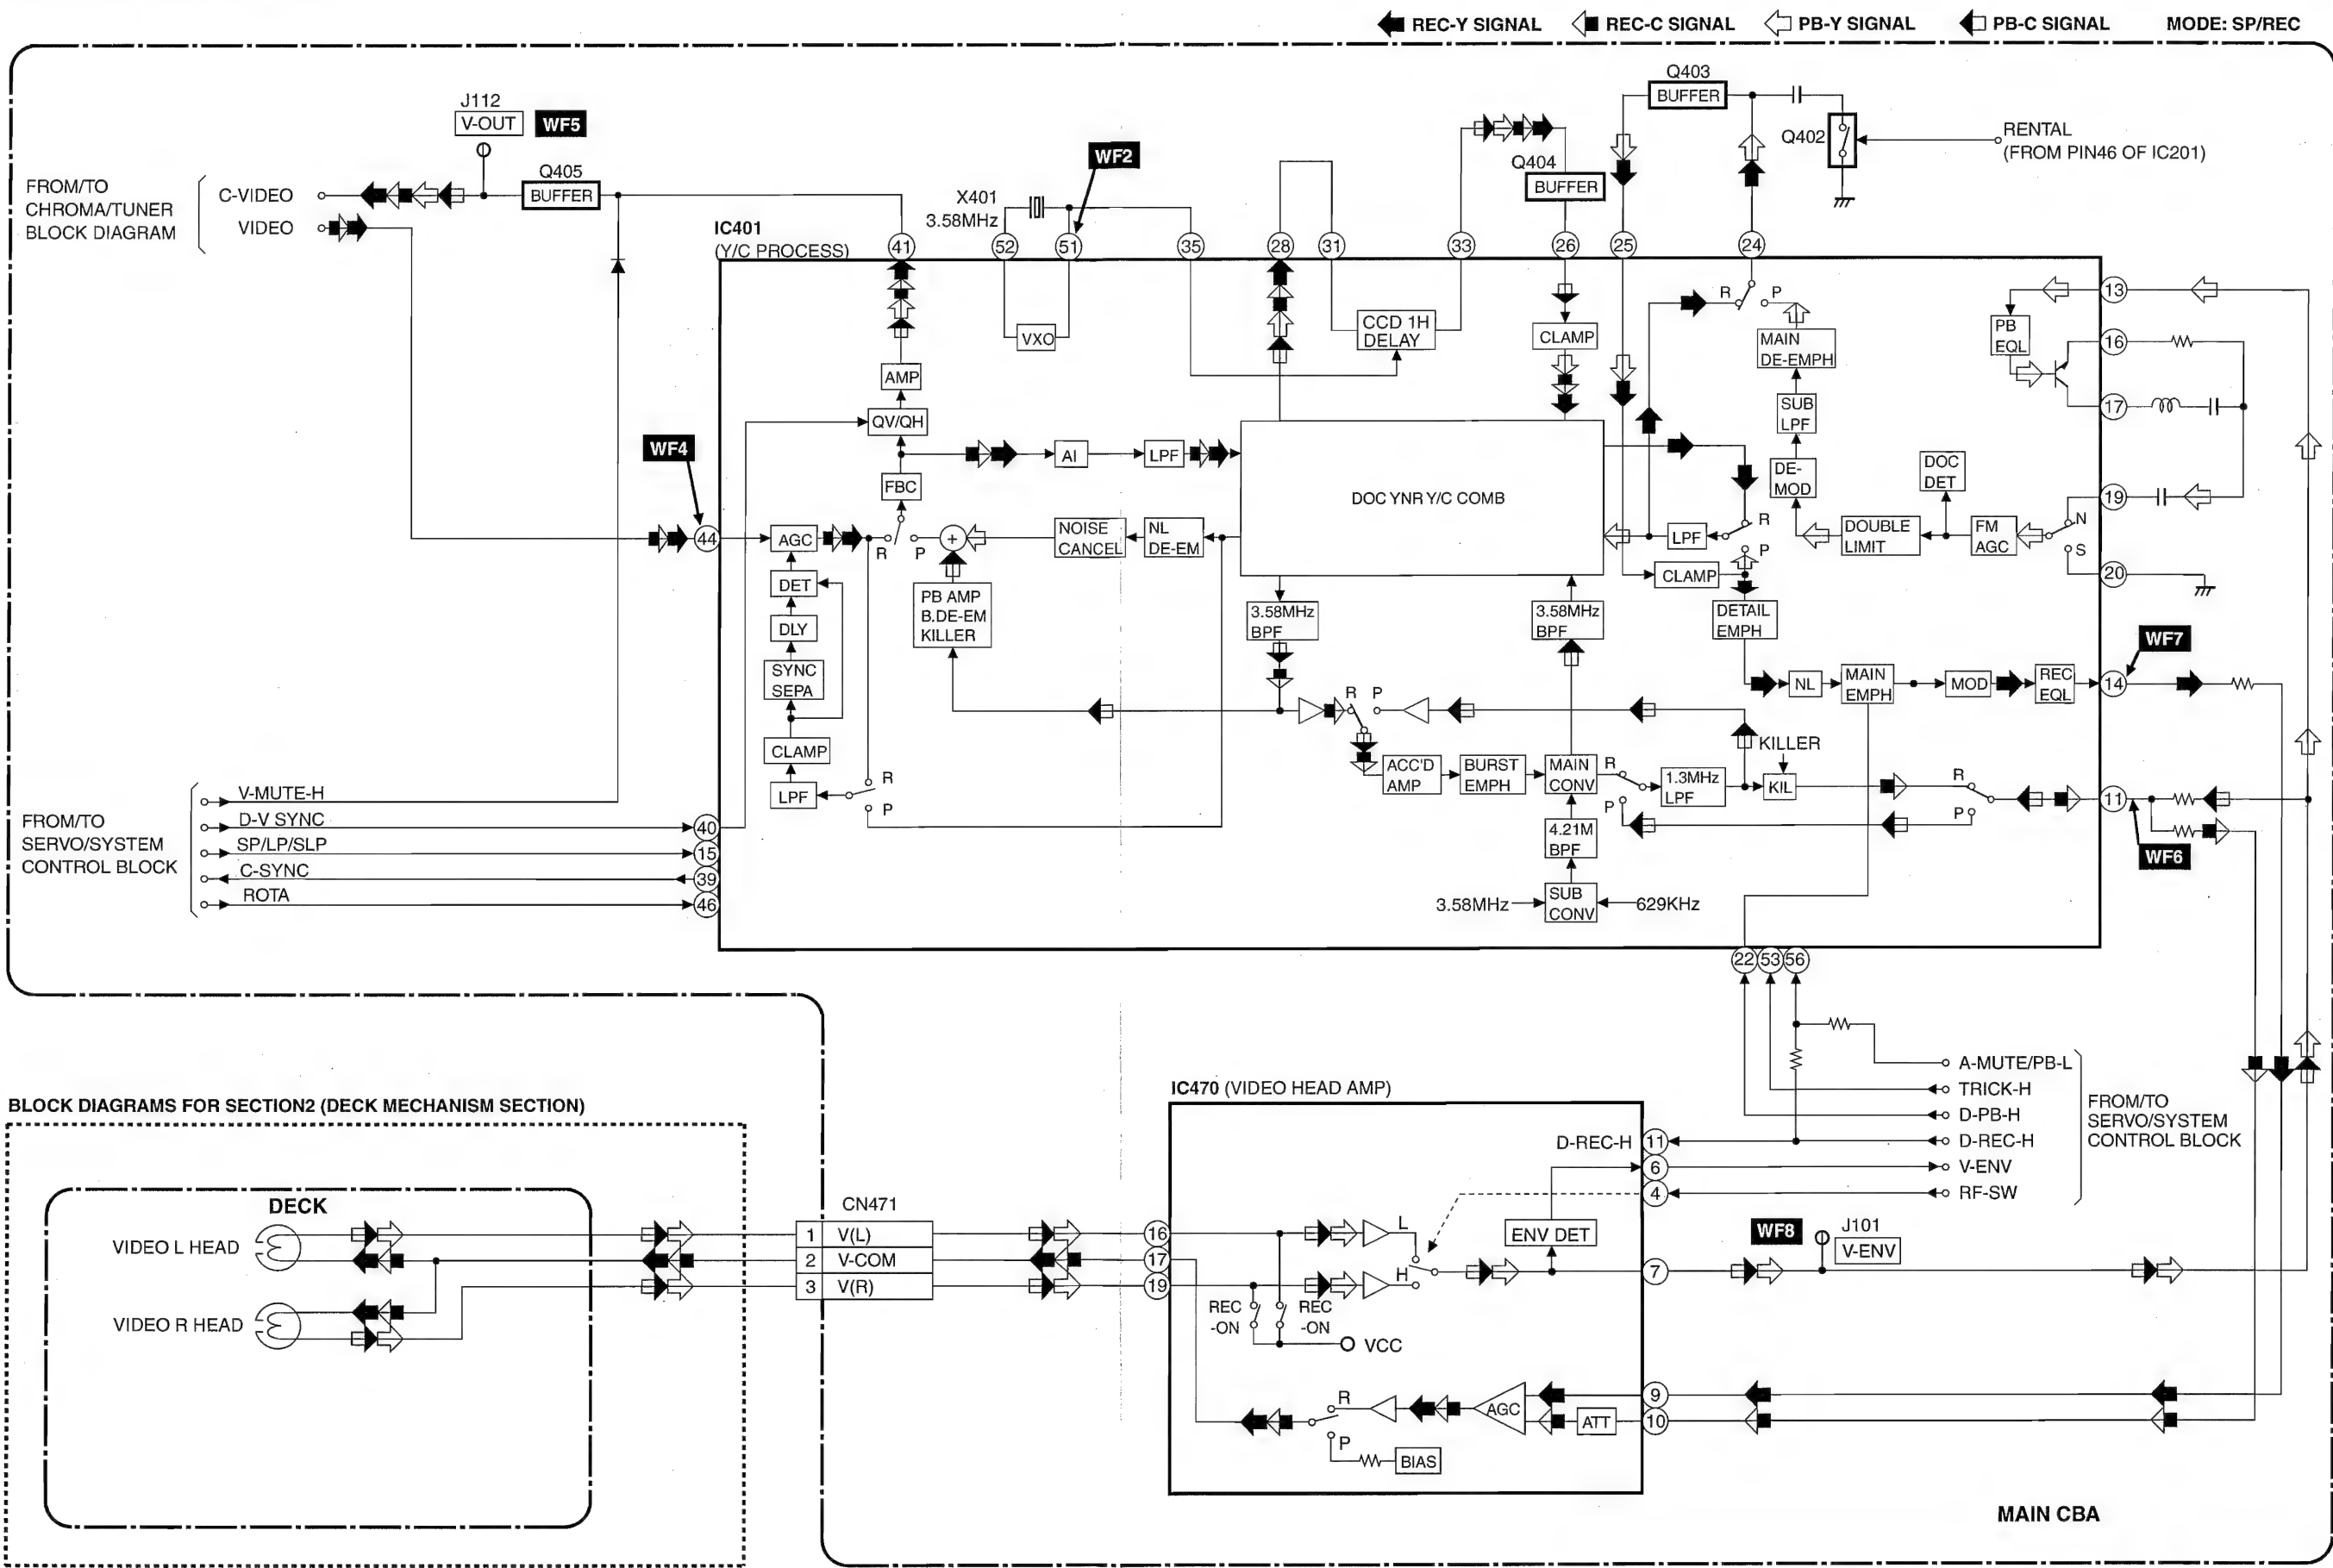 REC-Y SIGNAL
REC-C SIGNAL
PB-Y SIGNAL
PB-C SIGNAL
MODE: SP/REC
J112
V-OUT
WF5
Q405
BUFFER
FROM/TO
CHROMA/TUNER
BLOCK DIAGRAM
C-VIDEO
VIDEO
WF2
X401
3.58MHz
Q404
BUFFER
Q403
BUFFER
Q402
RENTAL
(FROM PIN46 OF IC201)
IC401
(Y/C PROCESS)
41
52
51
35
28
31
33
26
25
24
VXO
CCD 1H
DELAY
CLAMP
R
P
MAIN
DE-EMPH
SUB
LPF
DE-
MOD
PB
EQL
13
16
17
19
20
AMP
QV/QH
FBC
AI
LPF
DOC YNR Y/C COMB
WF4
44
AGC
R
P
+
NOISE
CANCEL
NL
DE-EM
LPF
R
P
DOUBLE
LIMIT
DOC
DET
FM
AGC
N
S
DET
DLY
SYNC
SEPA
CLAMP
LPF
R
P
PB AMP
B.DE-EM
KILLER
3.58MHz
BPF
3.58MHz
BPF
CLAMP
DETAIL
EMPH
NL
MAIN
EMPH
MOD
REC
EQL
14
WF7
R
P
ACC'D
AMP
BURST
EMPH
MAIN
CONV
R
P
1.3MHz
LPF
KILLER
KIL
R
P
11
WF6
4.21M
BPF
3.58MHz
SUB
CONV
629KHz
FROM/TO
SERVO/SYSTEM
CONTROL BLOCK
V-MUTE-H
D-V SYNC
SP/LP/SLP
C-SYNC
ROTA
40
15
39
46
22
53
56
A-MUTE/PB-L
TRICK-H
D-PB-H
D-REC-H
V-ENV
RF-SW
FROM/TO
SERVO/SYSTEM
CONTROL BLOCK
BLOCK DIAGRAMS FOR SECTION2 (DECK MECHANISM SECTION)
DECK
VIDEO L HEAD
VIDEO R HEAD
CN471
1 V(L)
2 V-COM
3 V(R)
IC470 (VIDEO HEAD AMP)
D-REC-H
11
6
4
16
17
19
L
H
ENV DET
7
WF8
J101
V-ENV
REC
-ON
REC
-ON
VCC
R
P
AGC
ATT
BIAS
9
10
MAIN CBA